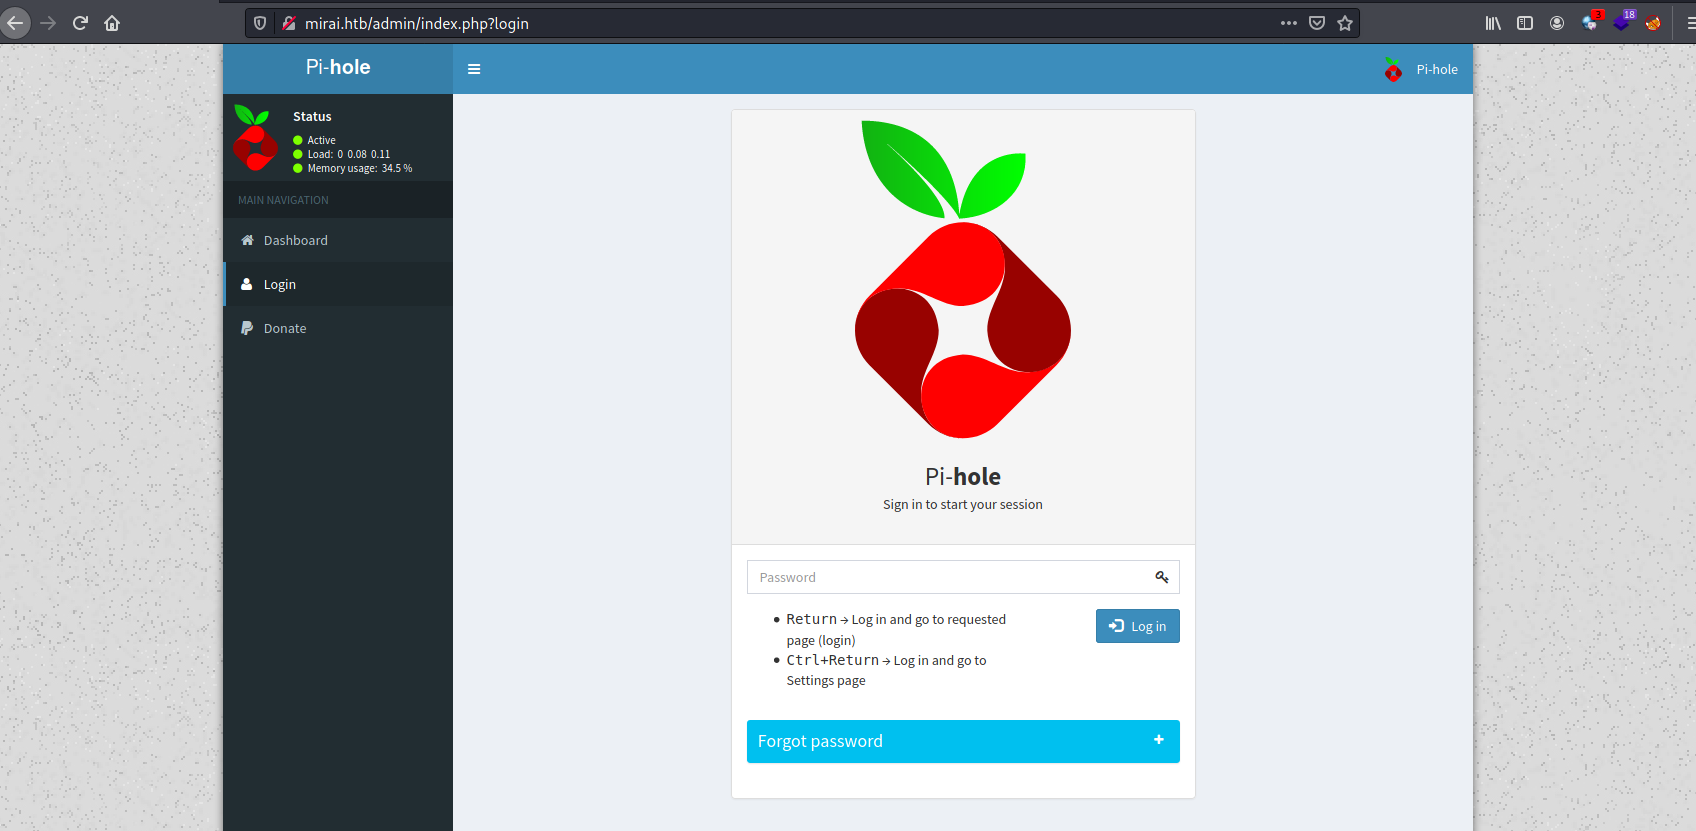 mirai.htb/admin/index.php?login
3
18
Pi-hole
Pi-hole
Status
Active
Load: 0 0.08 0.11
Memory usage: 34.5 %
MAIN NAVIGATION
Dashboard
Login
Donate
Pi-hole
Sign in to start your session
Password
Return → Log in and go to requested
page (login)
Ctrl+Return → Log in and go to
Settings page
Log in
Forgot password